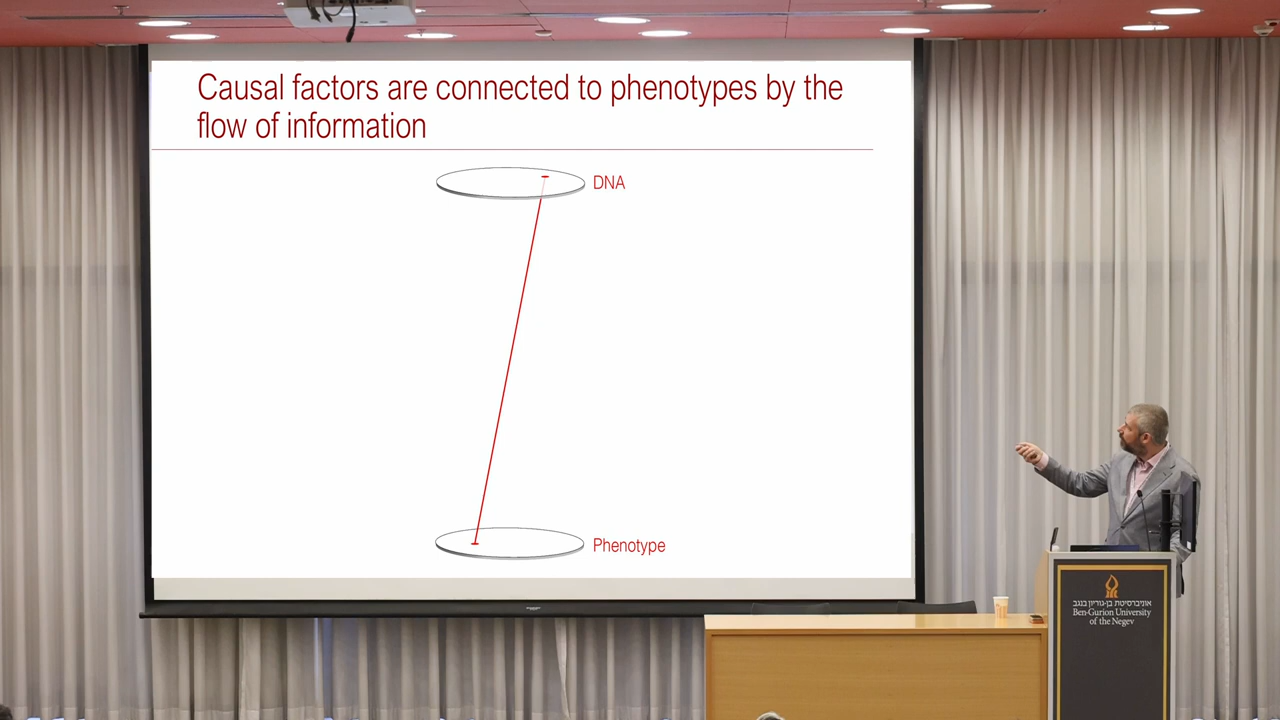 Causal factors are connected to phenotypes by the
flow of information
DNA
Phenotype
אוניברסיטת בן-גוריון בנגב
Ben-Gurion University
of the Negev